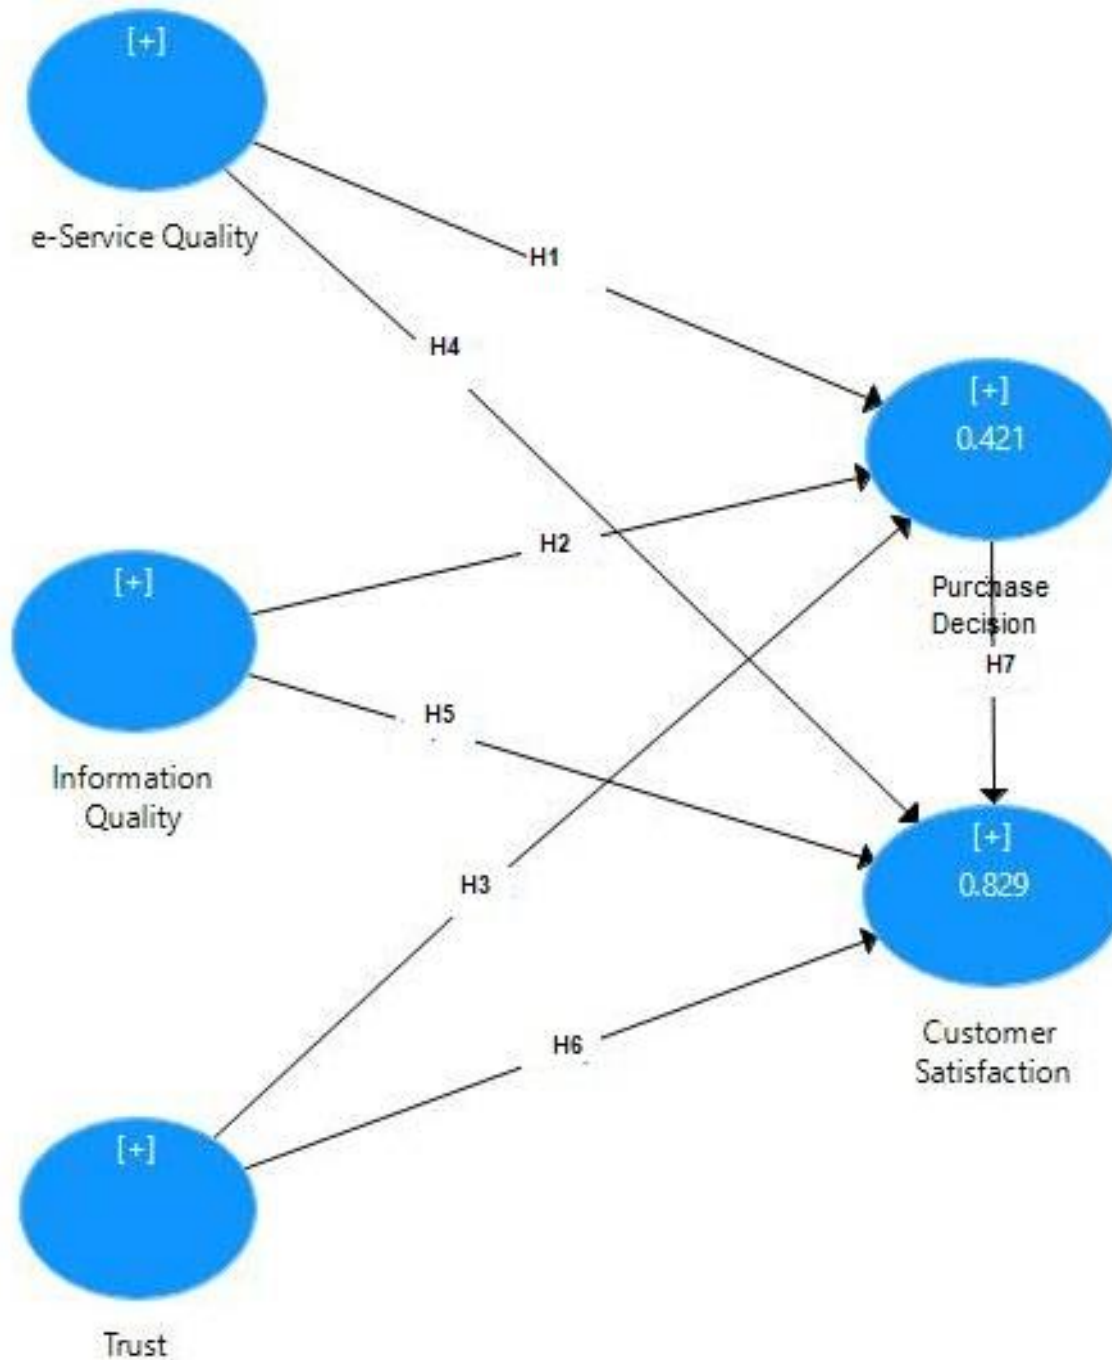 [+]
e-Service Quality
H1
H4
[+]
0.421
H2
[+]
Purchase
Decision
H7
Information
Quality
H5
[+]
0.829
H3
Customer
Satisfaction
H6
[+]
Trust